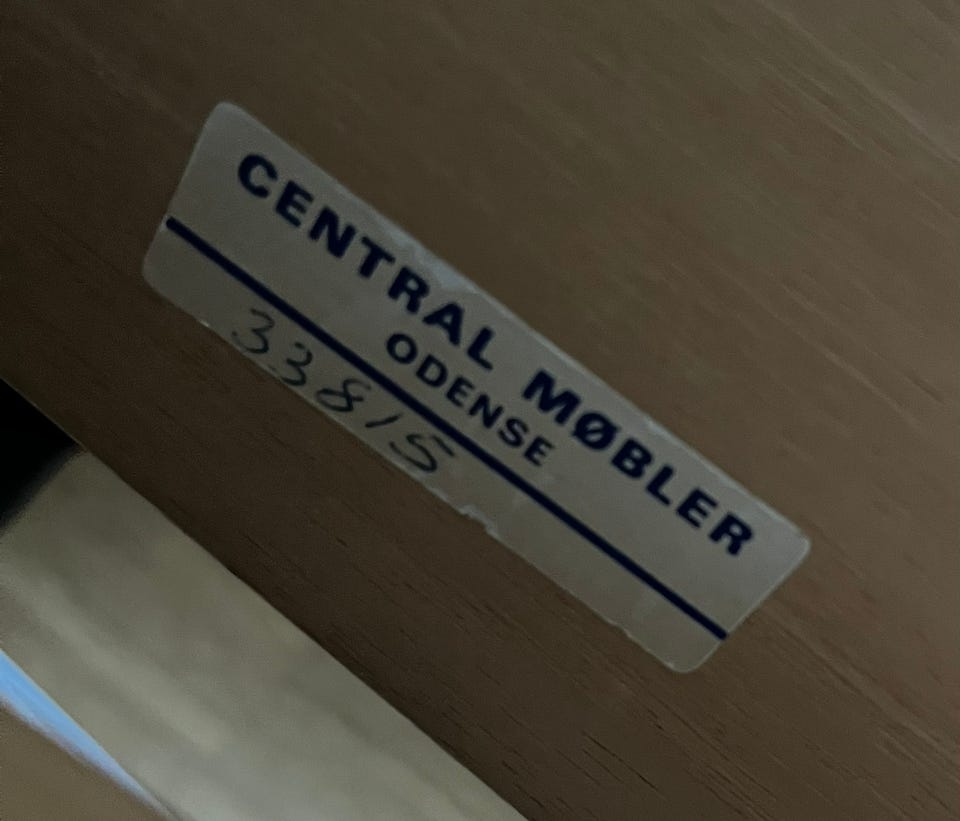 CENTRAL MØBLER
ODENSE
33815